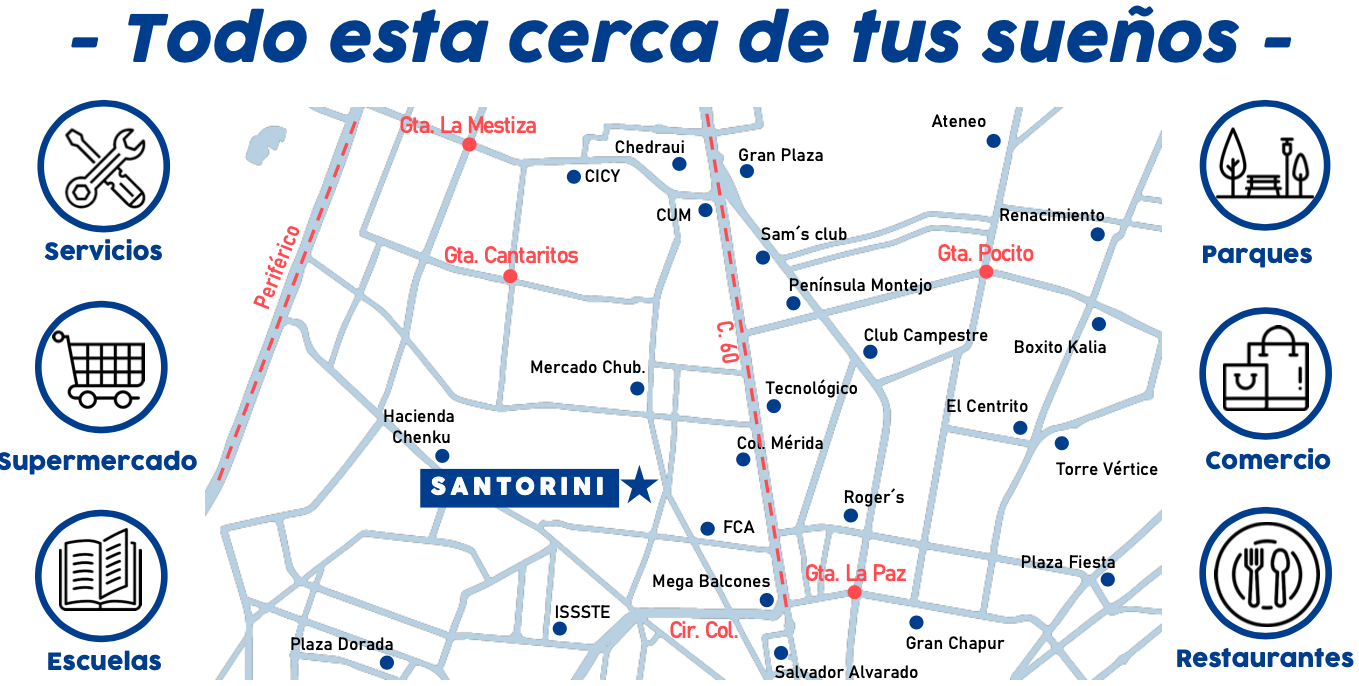 - Todo esta cerca de tus sueños -
Servicios
Supermercado
Escuelas
Gta. La Mestiza
Chedraui
CICY
Gran Plaza
Ateneo
CUM
Sam´s club
Renacimiento
Periférico
Gta. Cantaritos
Gta. Pocito
Península Montejo
C. 60
Club Campestre
Boxito Kalia
Mercado Chub.
Tecnológico
Hacienda
Chenku
El Centrito
Col. Mérida
Torre Vértice
SANTORINI
Roger´s
FCA
Plaza Fiesta
Mega Balcones
Gta. La Paz
ISSSTE
Cir. Col.
Plaza Dorada
Gran Chapur
Salvador Alvarado
Parques
Comercio
Restaurantes